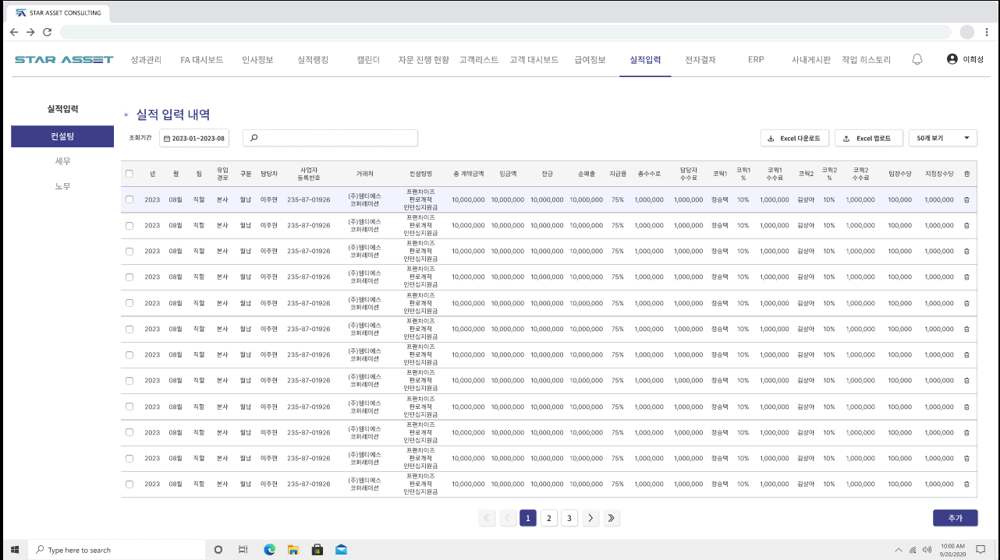 STAR ASSET CONSULTING
STAR ASSET
성과관리 FA 대시보드 인사정보 실적랭킹 캘린더 자문 진행 현황 고객리스트 고객 대시보드 급여정보 실적입력 전자결재 ERP 사내게시판 작업 히스토리 이희성
실적입력
컨설팅
세무
노무
실적 입력 내역
조회기간 2023-01~2023-08 Excel 다운로드 Excel 업로드 50개 보기
년 월 팀 유입 경로 구분 담당자 사업자 등록번호 거래처 컨설팅명 총 계약금액 입금액 잔금 순매출 지급율 총수수료 담당자 수수료 코웍1 코웍1 % 코웍1 수수료 코웍2 코웍2 % 코웍2 수수료 팀장수당 지점장수당
2023 08월 직할 본사 월납 이주현 235-87-01926 (주)엠티에스 코퍼레이션 프랜차이즈 판로개척 인턴십지원금 10,000,000 10,000,000 10,000,000 10,000,000 75% 1,000,000 1,000,000 정승택 10% 1,000,000 김상아 10% 1,000,000 100,000 1,000,000
2023 08월 직할 본사 월납 이주현 235-87-01926 (주)엠티에스 코퍼레이션 프랜차이즈 판로개척 인턴십지원금 10,000,000 10,000,000 10,000,000 10,000,000 75% 1,000,000 1,000,000 정승택 10% 1,000,000 김상아 10% 1,000,000 100,000 1,000,000
2023 08월 직할 본사 월납 이주현 235-87-01926 (주)엠티에스 코퍼레이션 프랜차이즈 판로개척 인턴십지원금 10,000,000 10,000,000 10,000,000 10,000,000 75% 1,000,000 1,000,000 정승택 10% 1,000,000 김상아 10% 1,000,000 100,000 1,000,000
2023 08월 직할 본사 월납 이주현 235-87-01926 (주)엠티에스 코퍼레이션 프랜차이즈 판로개척 인턴십지원금 10,000,000 10,000,000 10,000,000 10,000,000 75% 1,000,000 1,000,000 정승택 10% 1,000,000 김상아 10% 1,000,000 100,000 1,000,000
2023 08월 직할 본사 월납 이주현 235-87-01926 (주)엠티에스 코퍼레이션 프랜차이즈 판로개척 인턴십지원금 10,000,000 10,000,000 10,000,000 10,000,000 75% 1,000,000 1,000,000 정승택 10% 1,000,000 김상아 10% 1,000,000 100,000 1,000,000
2023 08월 직할 본사 월납 이주현 235-87-01926 (주)엠티에스 코퍼레이션 프랜차이즈 판로개척 인턴십지원금 10,000,000 10,000,000 10,000,000 10,000,000 75% 1,000,000 1,000,000 정승택 10% 1,000,000 김상아 10% 1,000,000 100,000 1,000,000
2023 08월 직할 본사 월납 이주현 235-87-01926 (주)엠티에스 코퍼레이션 프랜차이즈 판로개척 인턴십지원금 10,000,000 10,000,000 10,000,000 10,000,000 75% 1,000,000 1,000,000 정승택 10% 1,000,000 김상아 10% 1,000,000 100,000 1,000,000
2023 08월 직할 본사 월납 이주현 235-87-01926 (주)엠티에스 코퍼레이션 프랜차이즈 판로개척 인턴십지원금 10,000,000 10,000,000 10,000,000 10,000,000 75% 1,000,000 1,000,000 정승택 10% 1,000,000 김상아 10% 1,000,000 100,000 1,000,000
2023 08월 직할 본사 월납 이주현 235-87-01926 (주)엠티에스 코퍼레이션 프랜차이즈 판로개척 인턴십지원금 10,000,000 10,000,000 10,000,000 10,000,000 75% 1,000,000 1,000,000 정승택 10% 1,000,000 김상아 10% 1,000,000 100,000 1,000,000
2023 08월 직할 본사 월납 이주현 235-87-01926 (주)엠티에스 코퍼레이션 프랜차이즈 판로개척 인턴십지원금 10,000,000 10,000,000 10,000,000 10,000,000 75% 1,000,000 1,000,000 정승택 10% 1,000,000 김상아 10% 1,000,000 100,000 1,000,000
2023 08월 직할 본사 월납 이주현 235-87-01926 (주)엠티에스 코퍼레이션 프랜차이즈 판로개척 인턴십지원금 10,000,000 10,000,000 10,000,000 10,000,000 75% 1,000,000 1,000,000 정승택 10% 1,000,000 김상아 10% 1,000,000 100,000 1,000,000
2023 08월 직할 본사 월납 이주현 235-87-01926 (주)엠티에스 코퍼레이션 프랜차이즈 판로개척 인턴십지원금 10,000,000 10,000,000 10,000,000 10,000,000 75% 1,000,000 1,000,000 정승택 10% 1,000,000 김상아 10% 1,000,000 100,000 1,000,000
1 2 3 추가
Type here to search 10:00 AM
9/20/2020